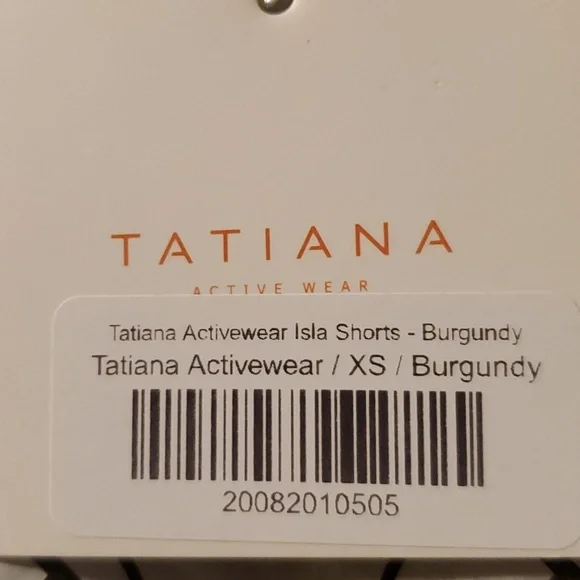 TATIANA
ACTIVE WEAR
Tatiana Activewear Isla Shorts - Burgundy
Tatiana Activewear / XS / Burgundy
20082010505